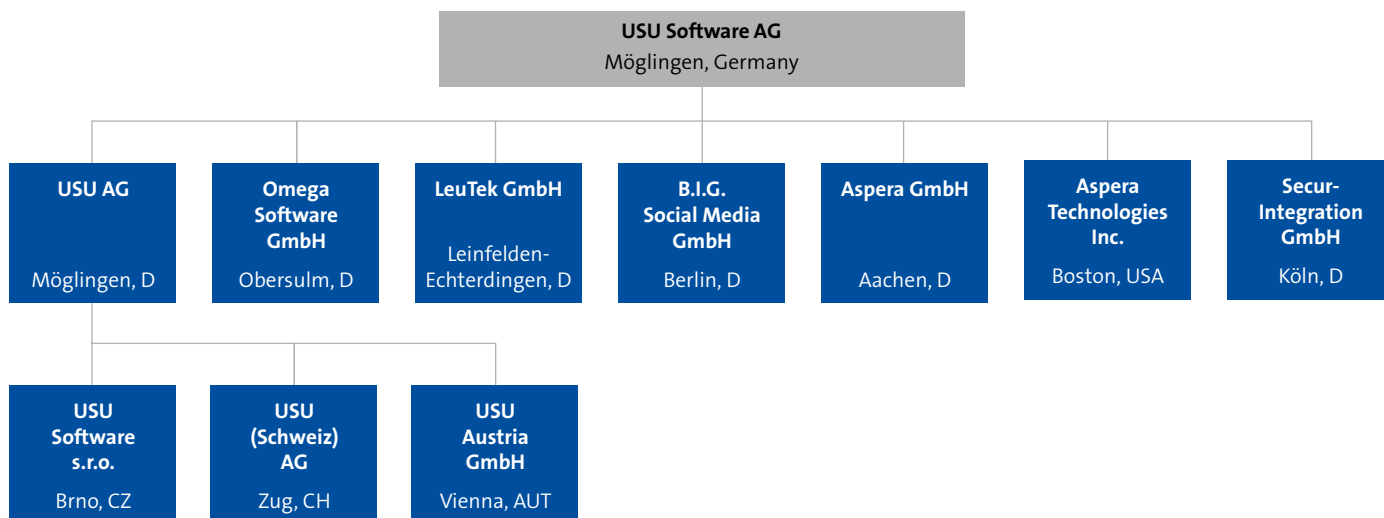 USU Software AG
Möglingen, Germany
USU AG
Möglingen, D
Omega
Software
GmbH
Obersulm, D
LeuTek GmbH
Leinfelden-
Echterdingen, D
B.I.G.
Social Media
GmbH
Berlin, D
Aspera GmbH
Aachen, D
Aspera
Technologies
Inc.
Boston, USA
Secur-
Integration
GmbH
Köln, D
USU
Software
s.r.o.
Brno, CZ
USU
(Schweiz)
AG
Zug, CH
USU
Austria
GmbH
Vienna, AUT